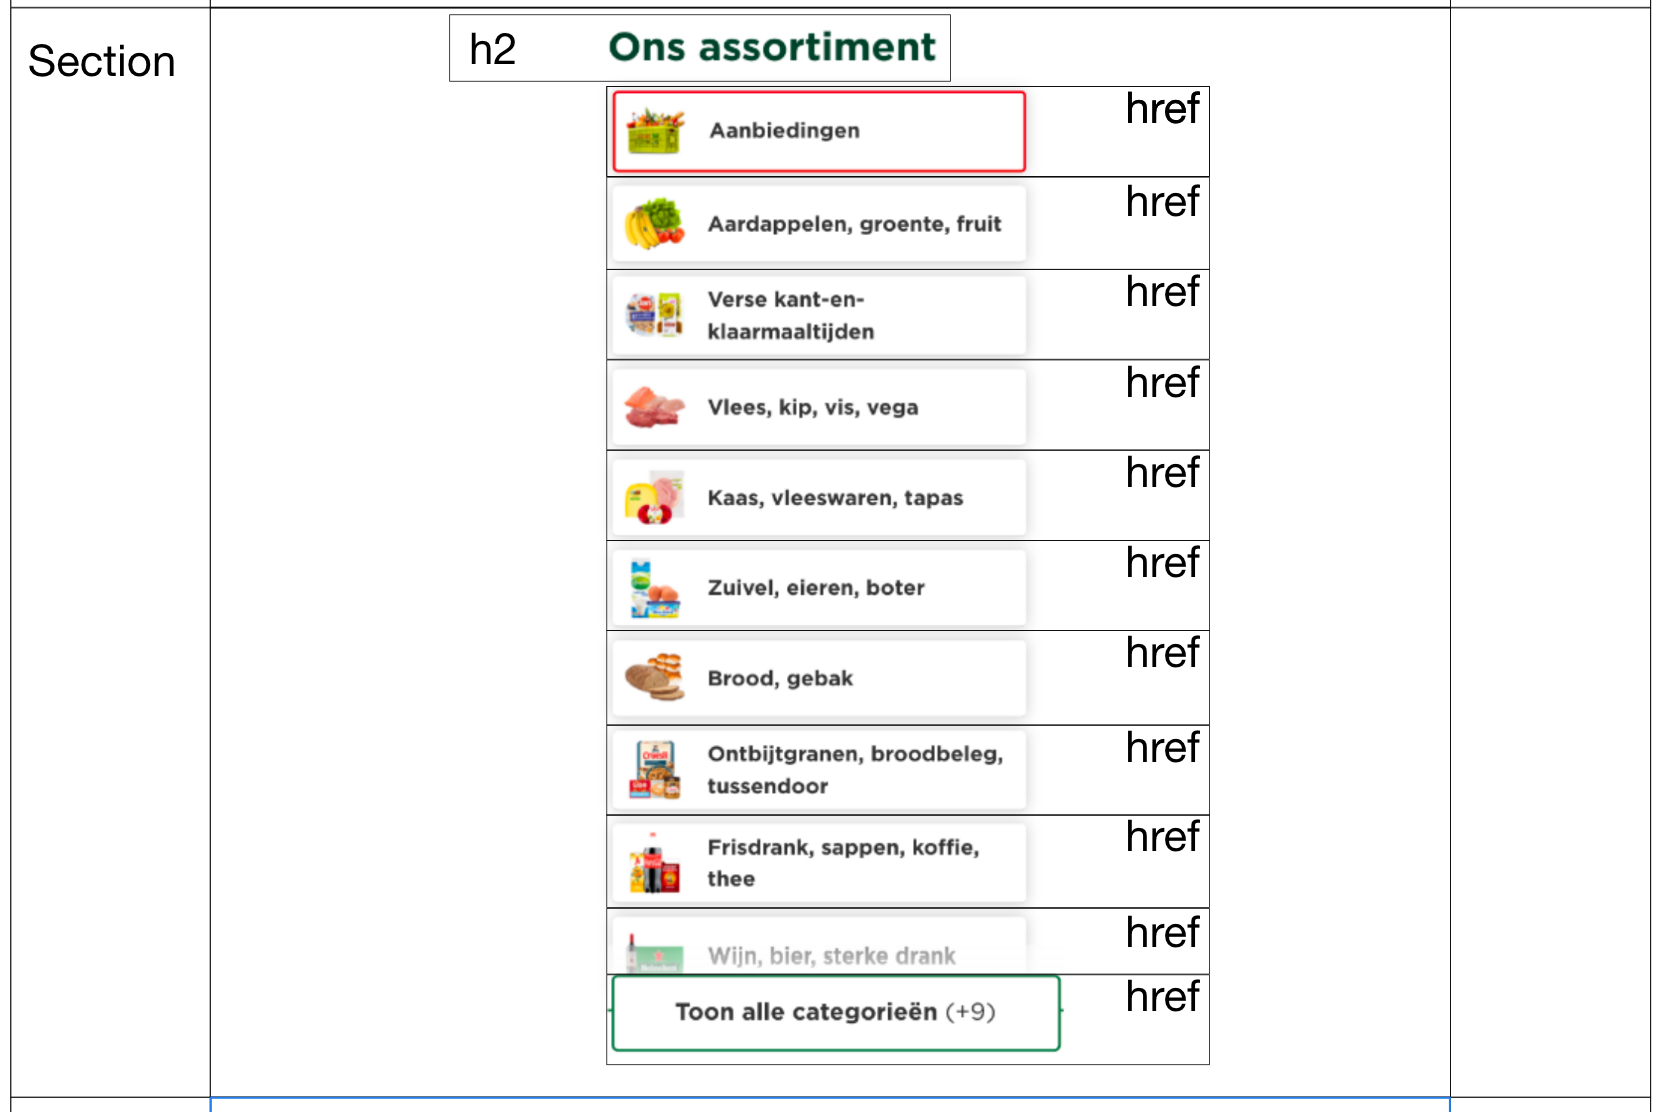 Section
h2 Ons assortiment
Aanbiedingen
href
Aardappelen, groente, fruit
href
Verse kant-en-
klaarmaaltijden
href
Vlees, kip, vis, vega
href
Kaas, vleeswaren, tapas
href
Zuivel, eieren, boter
href
Brood, gebak
href
Ontbijtgranen, broodbeleg,
tussendoor
href
Frisdrank, sappen, koffie,
thee
href
Wijn, bier, sterke drank
href
Toon alle categorieën (+9)
href